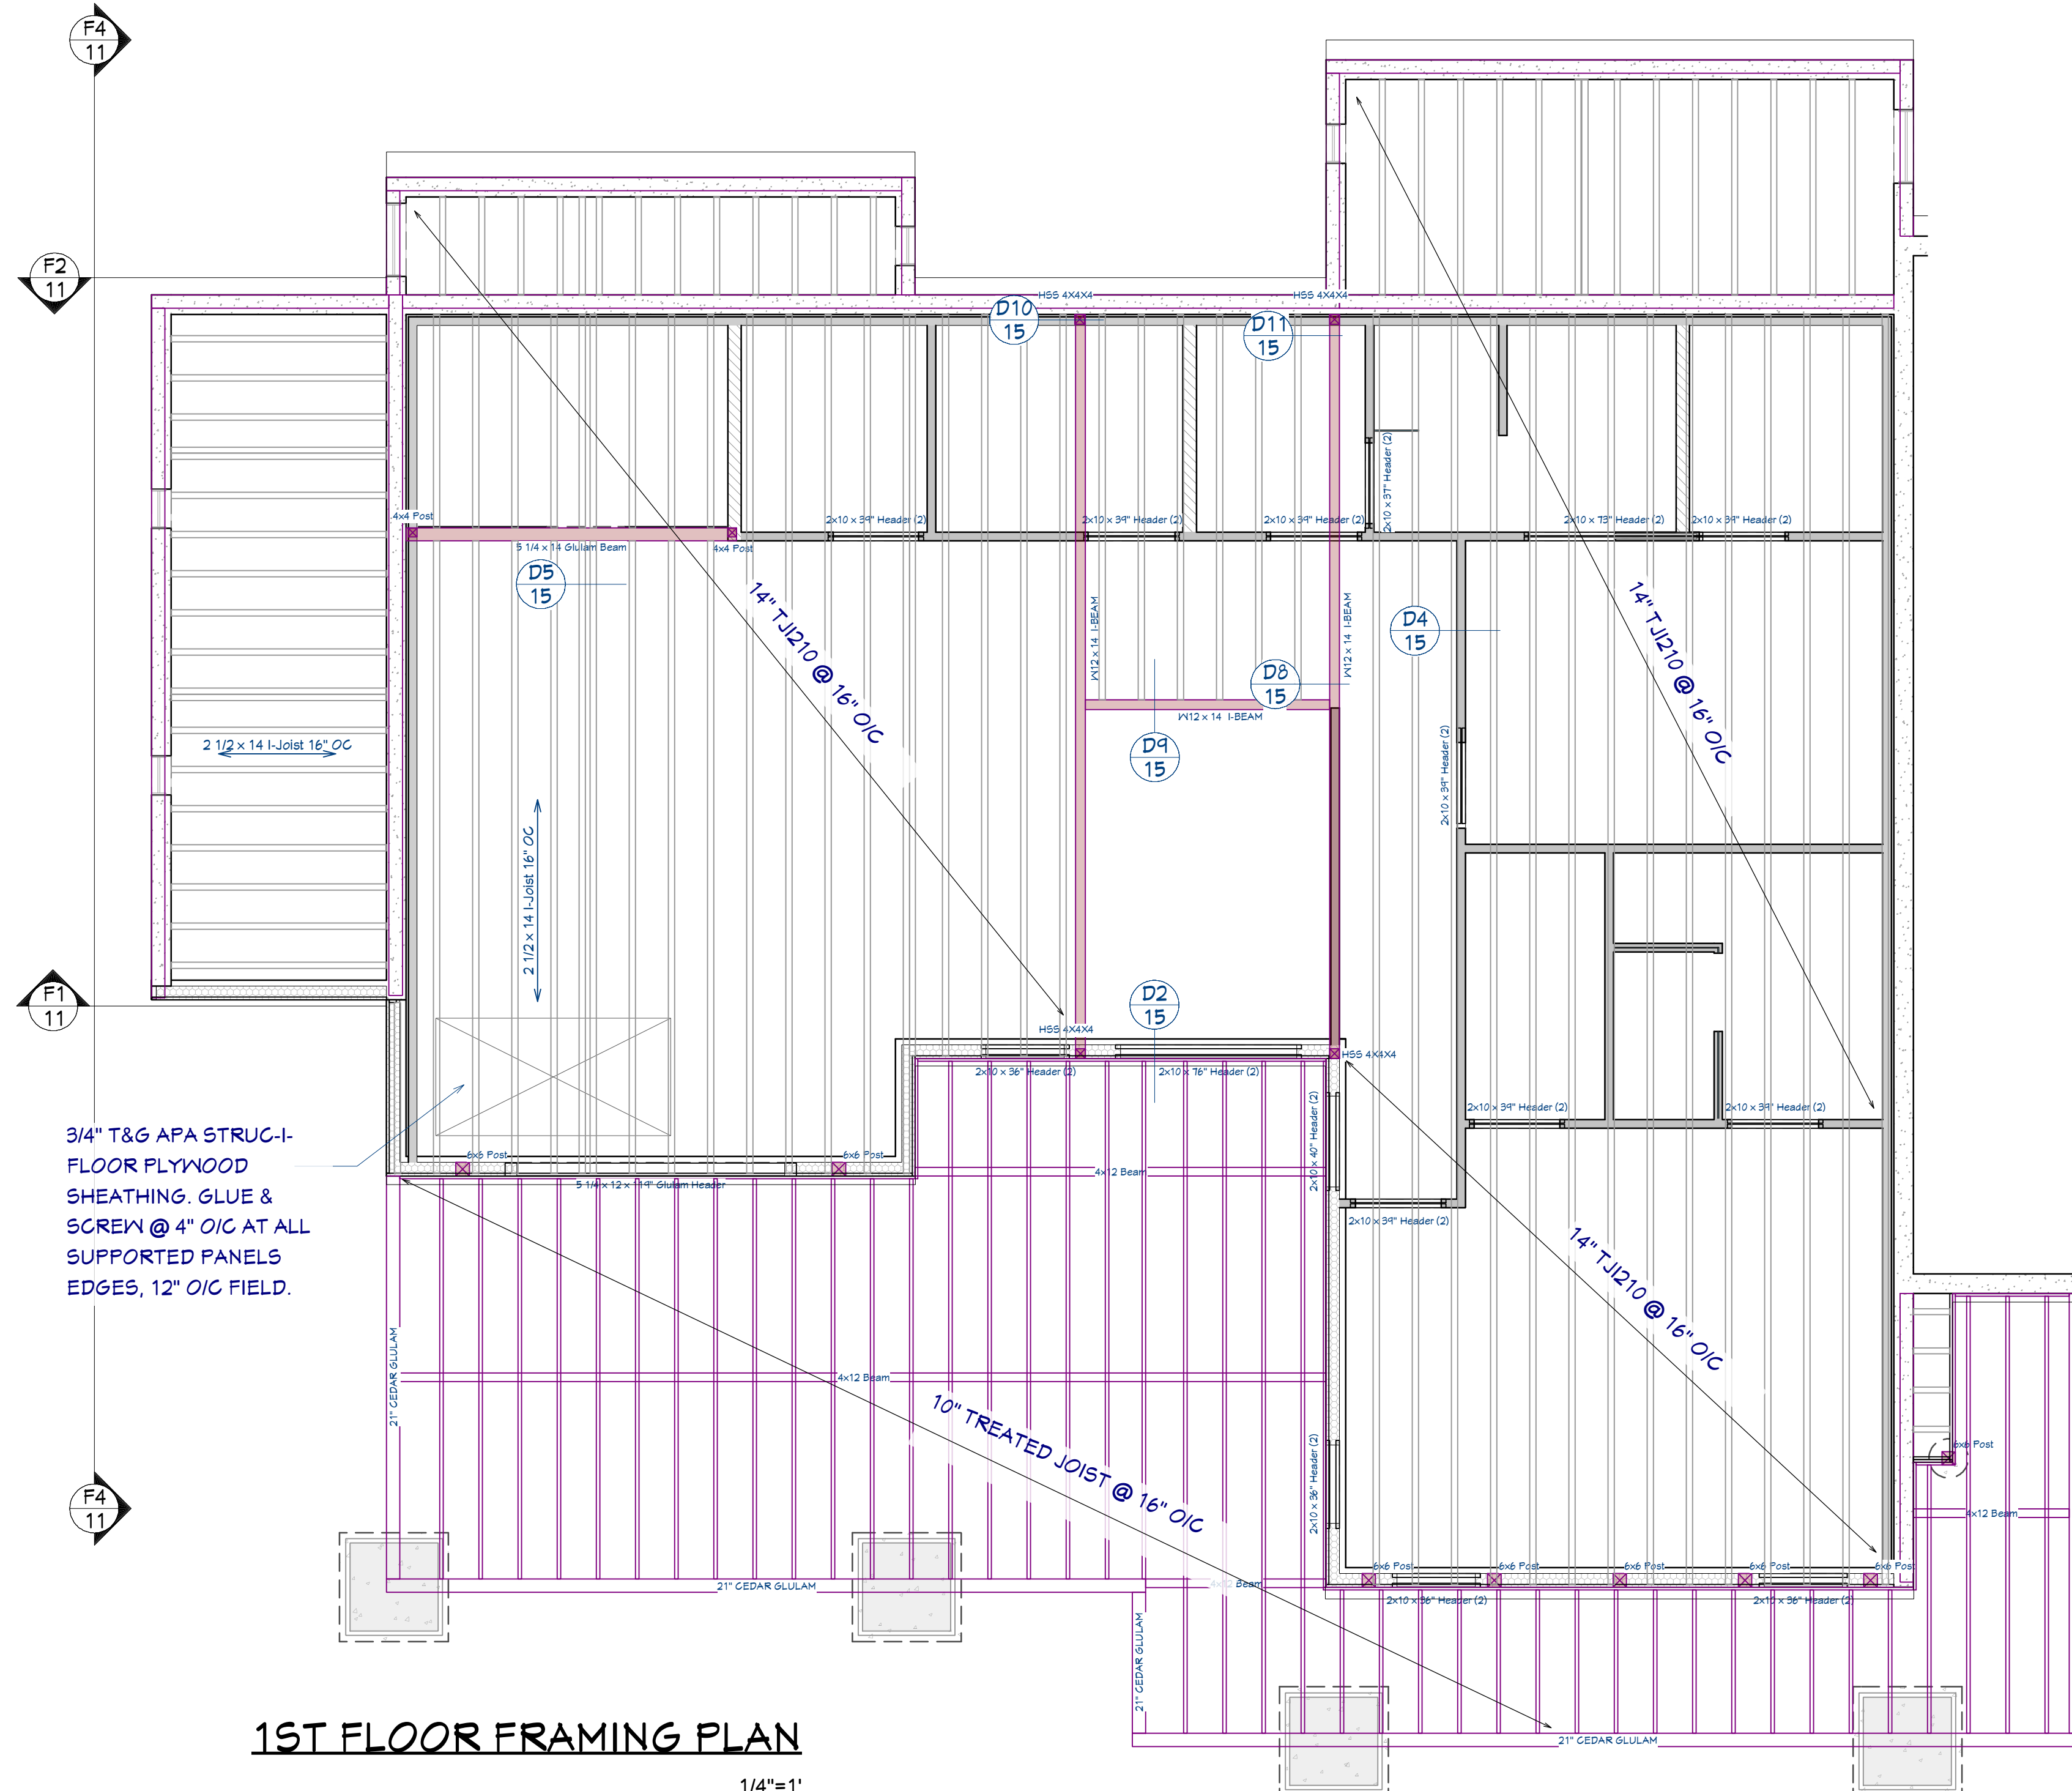 F4
11
F2
11
HSS 4X4X4
HSS 4X4X4
D10
15
D11
15
2x10 x 37" Header (2)
4x4 Post
2x10 x 39" Header (2)
2x10 x 39" Header (2)
2x10 x 39" Header (2)
2x10 x 73" Header (2)
2x10 x 39" Header (2)
5 1/4 x 14 Glulam Beam
4x4 Post
D5
15
14" TJI210 @ 16" O/C
W12 x 14 I-BEAM
W12 x 14 I-BEAM
D4
15
14" TJI210 @ 16" O/C
D8
15
W12 x 14 I-BEAM
D9
15
2 1/2 x 14 I-Joist 16" OC
2x10 x 39" Header (2)
2 1/2 x 14 I-Joist 16" OC
F1
11
D2
15
HSS 4X4X4
HSS 4X4X4
2x10 x 36" Header (2)
2x10 x 76" Header (2)
2x10 x 40" Header (2)
2x10 x 39" Header (2)
2x10 x 39" Header (2)
3/4" T&G APA STRUC-I-
FLOOR PLYWOOD
SHEATHING. GLUE &
SCREW @ 4" O/C AT ALL
SUPPORTED PANELS
EDGES, 12" O/C FIELD.
6x6 Post
6x6 Post
5 1/4 x 12 x 119" Glulam Header
4x12 Beam
2x10 x 39" Header (2)
14" TJI210 @ 16" O/C
21" CEDAR GLULAM
4x12 Beam
10" TREATED JOIST @ 16" O/C
2x10 x 36" Header (2)
6x6 Post
4x12 Beam
F4
11
21" CEDAR GLULAM
4x12 Beam
6x6 Post
6x6 Post
6x6 Post
6x6 Post
6x6 Post
2x10 x 36" Header (2)
2x10 x 36" Header (2)
21" CEDAR GLULAM
21" CEDAR GLULAM
1ST FLOOR FRAMING PLAN
1/4"=1'